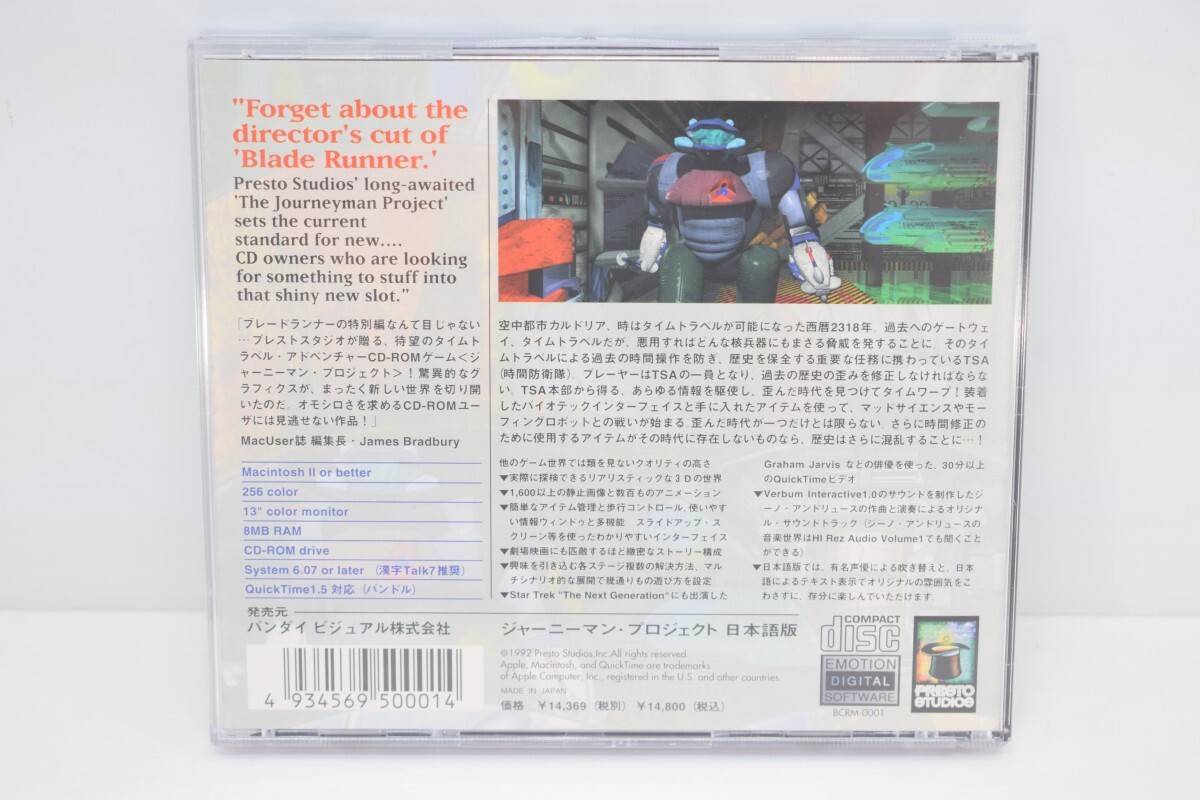 "Forget about the
director's cut of
'Blade Runner.'
Presto Studios' long-awaited
'The Journeyman Project'
sets the current
standard for new....
CD owners who are looking
for something to stuff into
that shiny new slot."
「ブレードランナーの特別編なんて目じゃない
…プレストスタジオが贈る、待望のタイムト
ラベル・アドベンチャーCD-ROMゲーム<ジ
ャーニーマン・プロジェクト>！驚異的なグ
ラフィクスが、まったく新しい世界を切り開
いたのだ。オモシロさを求めるCD-ROMユー
ザには見逃せない作品！」
MacUser誌 編集長・James Bradbury
Macintosh II or better
256 color
13" color monitor
8MB RAM
CD-ROM drive
System 6.07 or later （漢字Talk7推奨）
QuickTime1.5 対応（バンドル）
空中都市カルドリア、時はタイムトラベルが可能になった西暦2318年。過去へのゲートウェ
イ、タイムトラベルだが、悪用すればどんな核兵器にもまさる脅威を発することに。そのタイ
ムトラベルによる過去の時間操作を防ぎ、歴史を保全する重要な任務に携わっているTSA
（時間防衛隊）。プレーヤーはTSAの一員となり、過去の歴史の歪みを修正しなければならな
い。TSA本部から得る、あらゆる情報を駆使し、歪んだ時代を見つけてタイムワープ！装着
したバイオテックインターフェイスと手に入れたアイテムを使って、マッドサイエンスやモー
フィングロボットとの戦いが始まる。歪んだ時代が一つだけとは限らない。さらに時間修正の
ために使用するアイテムがその時代に存在しないものなら、歴史はさらに混乱することに…！
他のゲーム世界では類を見ないクオリティの高さ
▼実際に探検できるリアリスティックな3Dの世界
▼1,600以上の静止画像と数百ものアニメーション
▼簡単なアイテム管理と歩行コントロール、使いやす
い情報ウィンドゥと多機能 スライドアップ・ス
クリーン等を使ったわかりやすいインターフェイス
▼劇場映画にも匹敵するほど緻密なストーリー構成
▼興味を引き込む各ステージ複数の解決方法、マル
チシナリオ的な展開で幾通りもの遊び方を設定
▼Star Trek "The Next Generation"にも出演した
Graham Jarvis などの俳優を使った、30分以上
のQuickTimeビデオ
▼Verbum Interactive1.0のサウンドを制作したジ
ーノ・アンドリュースの作曲と演奏によるオリジナ
ル・サウンドトラック（ジーノ・アンドリュースの
音楽世界はHI Rez Audio Volume1でも聞くこと
ができる）
▼日本語版では、有名声優による吹き替えと、日本
語によるテキスト表示でオリジナルの雰囲気をこ
わさずに、存分に楽しんでいただけます。
発売元
バンダイ ビジュアル株式会社
4 934569 500014
ジャーニーマン・プロジェクト 日本語版
©1992 Presto Studios,Inc.All rights reserved.
Apple, Macintosh, and QuickTime are trademarks
of Apple Computer, Inc., registered in the U.S. and other countries.
MADE IN JAPAN
価格 ￥14,369（税別）￥14,800（税込）
COMPACT
disc
EMOTION
DIGITAL
SOFTWARE
BCRM-0001
PRESTO
STUDIOS